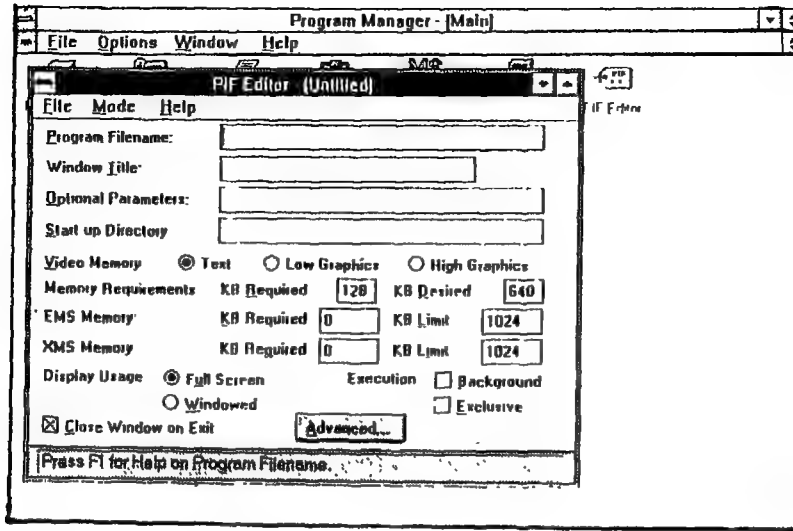 Program Manager - [Main]
File Options Window Help
PIF Editor - (Untitled)
File Mode Help
PIF Editor
Program Filename:
Window Title:
Optional Parameters:
Start up Directory
Video Memory Text Low Graphics High Graphics
Memory Requirements KB Required 128 KB Desired 640
EMS Memory KB Required 0 KB Limit 1024
XMS Memory KB Required 0 KB Limit 1024
Display Usage Full Screen Execution Background
Windowed Exclusive
Close Window on Exit Advanced...
Press F1 for Help on Program Filename.